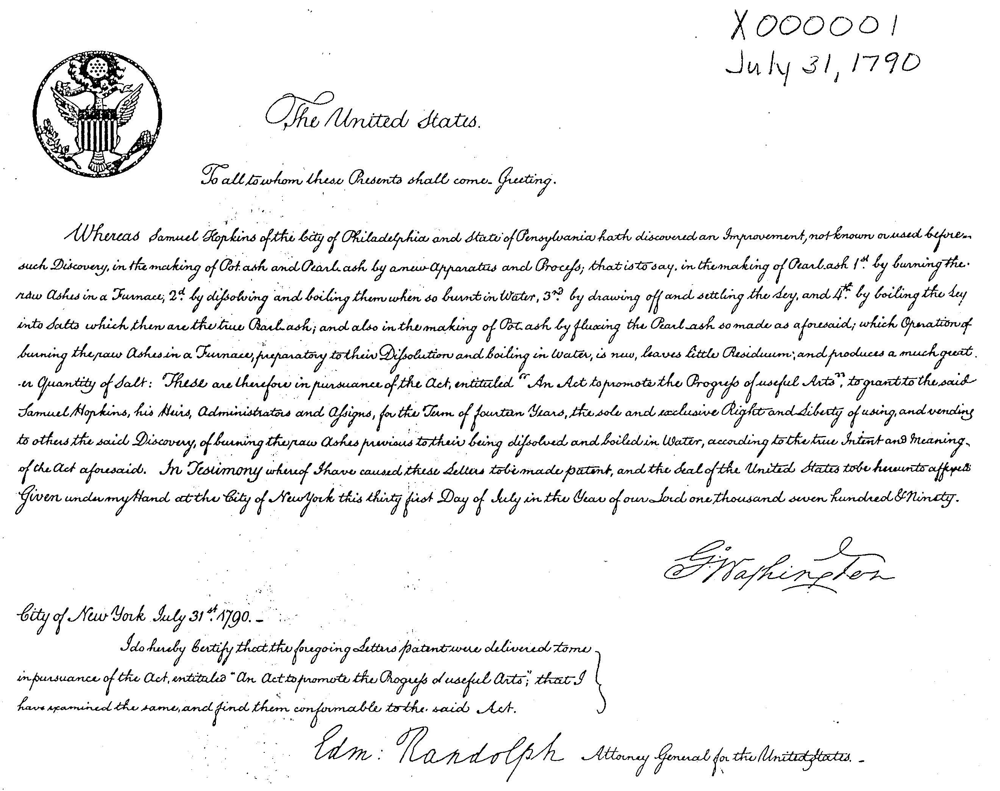 X000001
July 31, 1790
The United States.
To all to whom these Presents shall come. Greeting.
Whereas Samuel Hopkins of the City of Philadelphia and State of Pensylvania hath discovered an Improvement, not known or used before
such Discovery, in the making of Pot ash and Pearl ash by a new Apparatus and Process; that is to say, in the making of Pearl ash 1st. by burning the
raw Ashes in a Furnace, 2d. by dissolving and boiling them when so burnt in Water, 3rd. by drawing off and settling the Ley, and 4th. by boiling the Ley
into Salts which then are the true Pearl ash; and also in the making of Pot ash by fluxing the Pearl ash so made as aforesaid; which Operation of
burning the raw Ashes in a Furnace, preparatory to their Dissolution and boiling in Water, is new, leaves little Residuum; and produces a much great
-er Quantity of Salt: These are therefore in pursuance of the Act, entituled "An Act to promote the Progress of useful Arts", to grant to the said
Samuel Hopkins, his Heirs, Administrators and Assigns, for the Term of fourteen Years, the sole and exclusive Right and Liberty of using, and vending
to others the said Discovery, of burning the raw Ashes previous to their being dissolved and boiled in Water, according to the true Intent and Meaning
of the Act aforesaid. In Testimony whereof I have caused these Letters to be made patent, and the Seal of the United States to be hereunto affixed
Given under my Hand at the City of New York this thirty first Day of July in the Year of our Lord one thousand seven hundred & Ninety.
G. Washington
City of New York July 31st. 1790. -
I do hereby Certify that the foregoing Letters patent were delivered to me
in pursuance of the Act, entituled "An Act to promote the Progress of useful Arts"; that I
have examined the same, and find them conformable to the said Act.
Edm: Randolph Attorney General for the United States. -